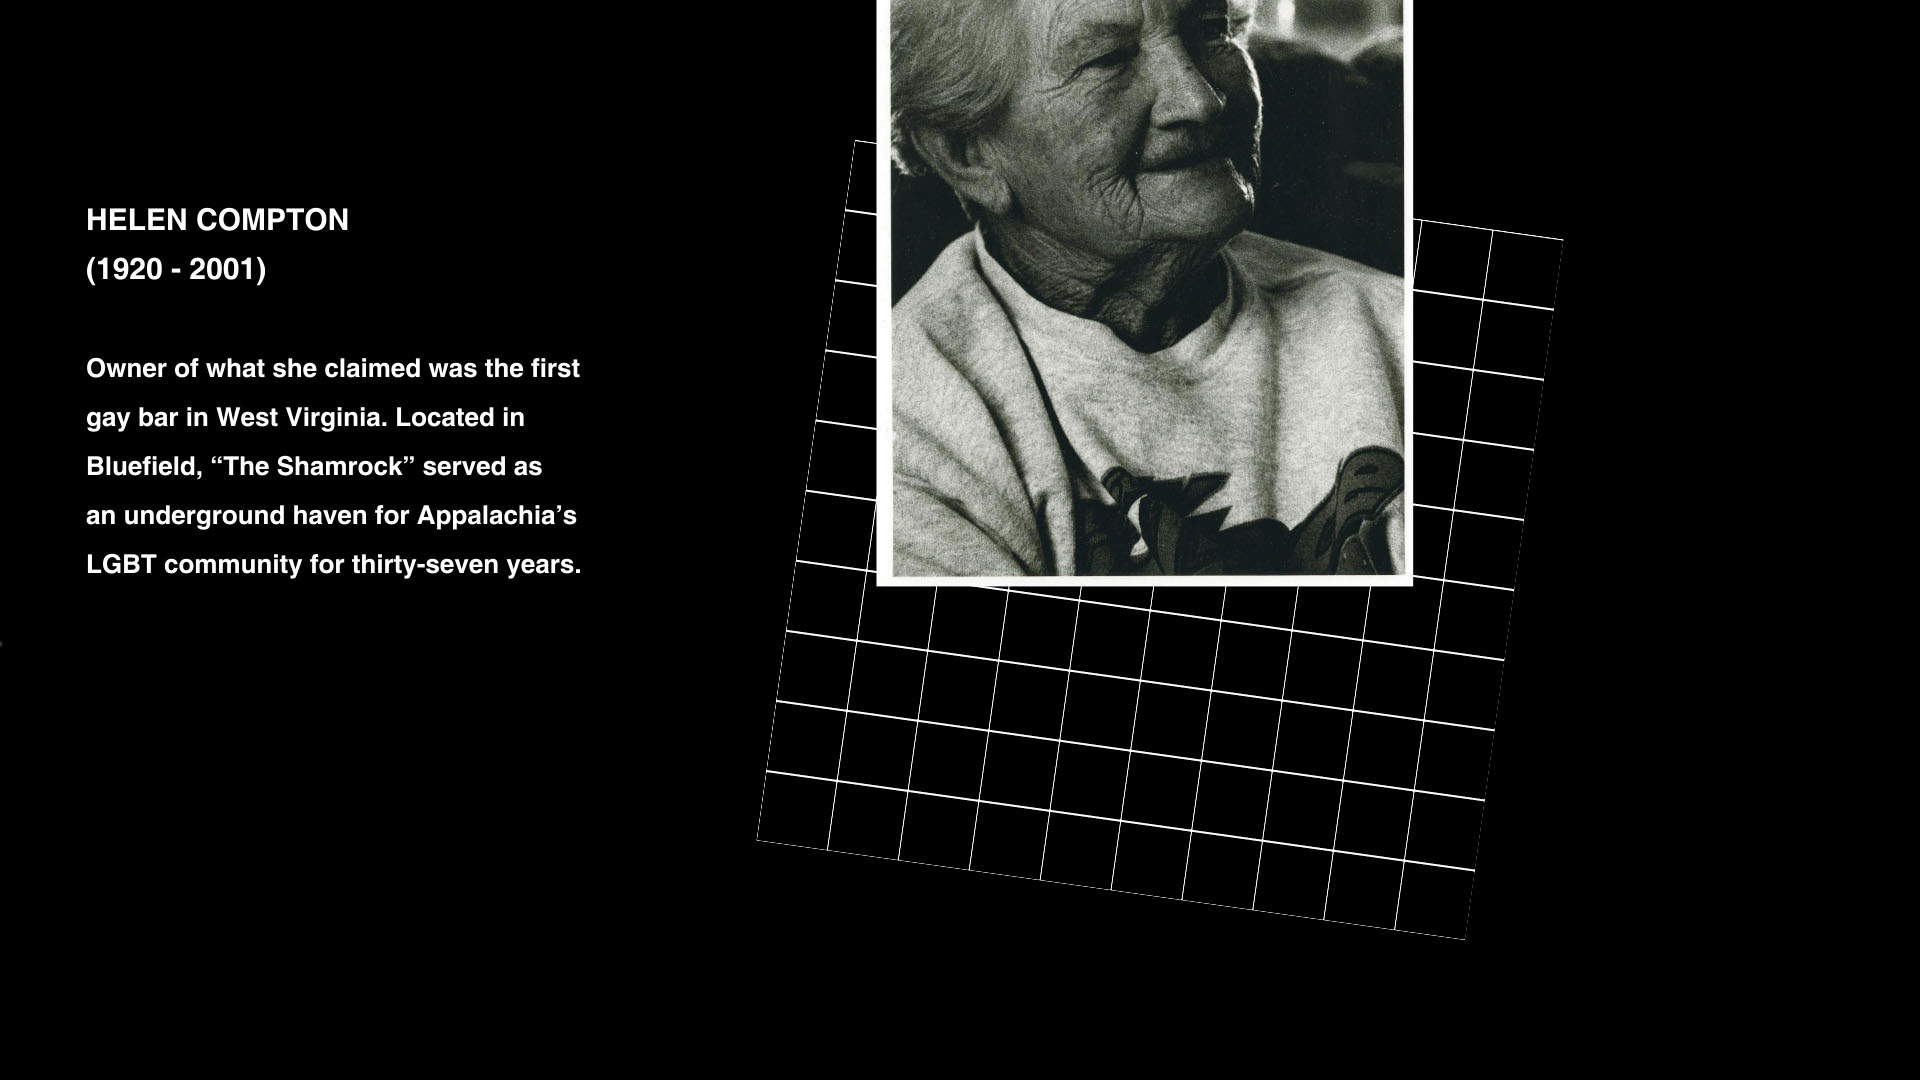 HELEN COMPTON
(1920 - 2001)
Owner of what she claimed was the first
gay bar in West Virginia. Located in
Bluefield, “The Shamrock” served as
an underground haven for Appalachia’s
LGBT community for thirty-seven years.